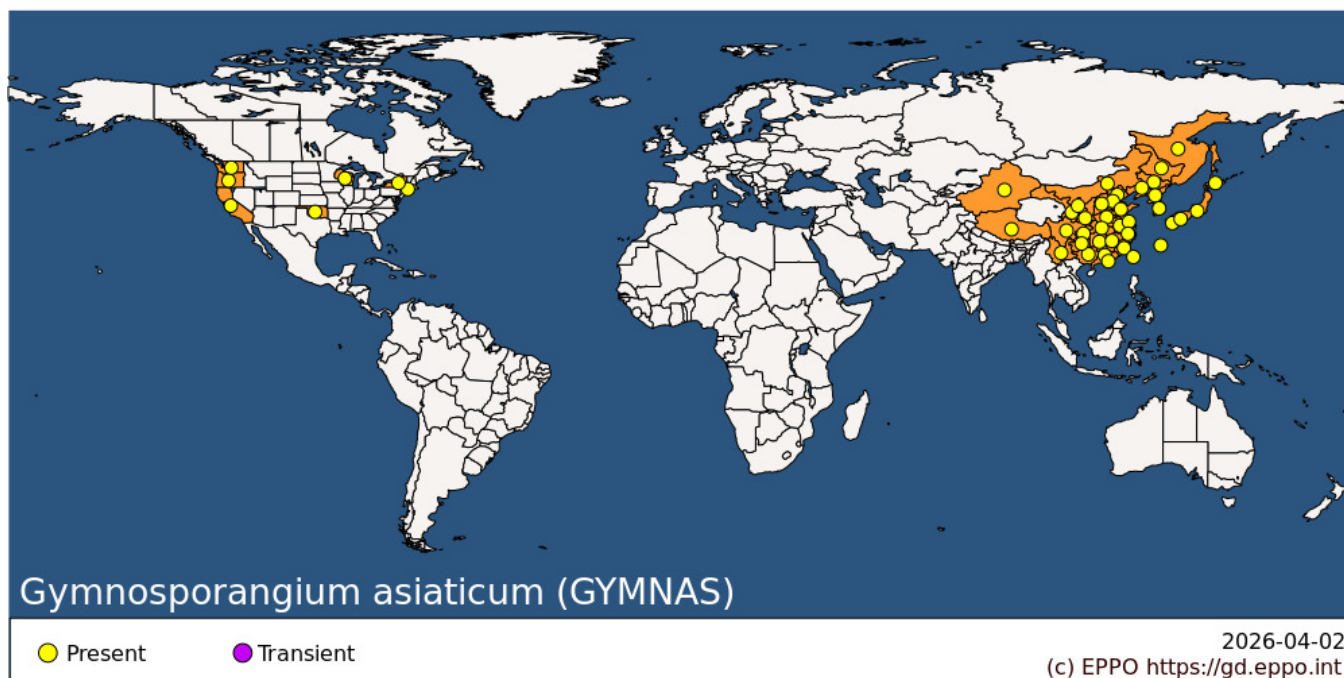 Gymnosporangium asiaticum (GYMNAS)
Present
Transient
2026-04-02
(c) EPPO https://gd.eppo.int